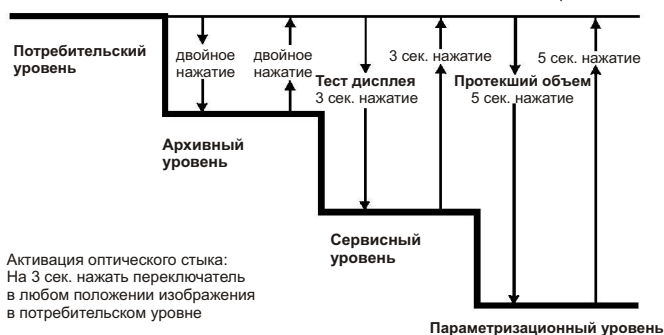 Потребительский
уровень
двойное
нажатие
двойное
нажатие
Тест дисплея
3 сек. нажатие
3 сек. нажатие
Протекший объем
5 сек. нажатие
5 сек. нажатие
Архивный
уровень
Сервисный
уровень
Активация оптического стыка:
На 3 сек. нажать переключатель
в любом положении изображения
в потребительском уровне
Параметризационный уровень